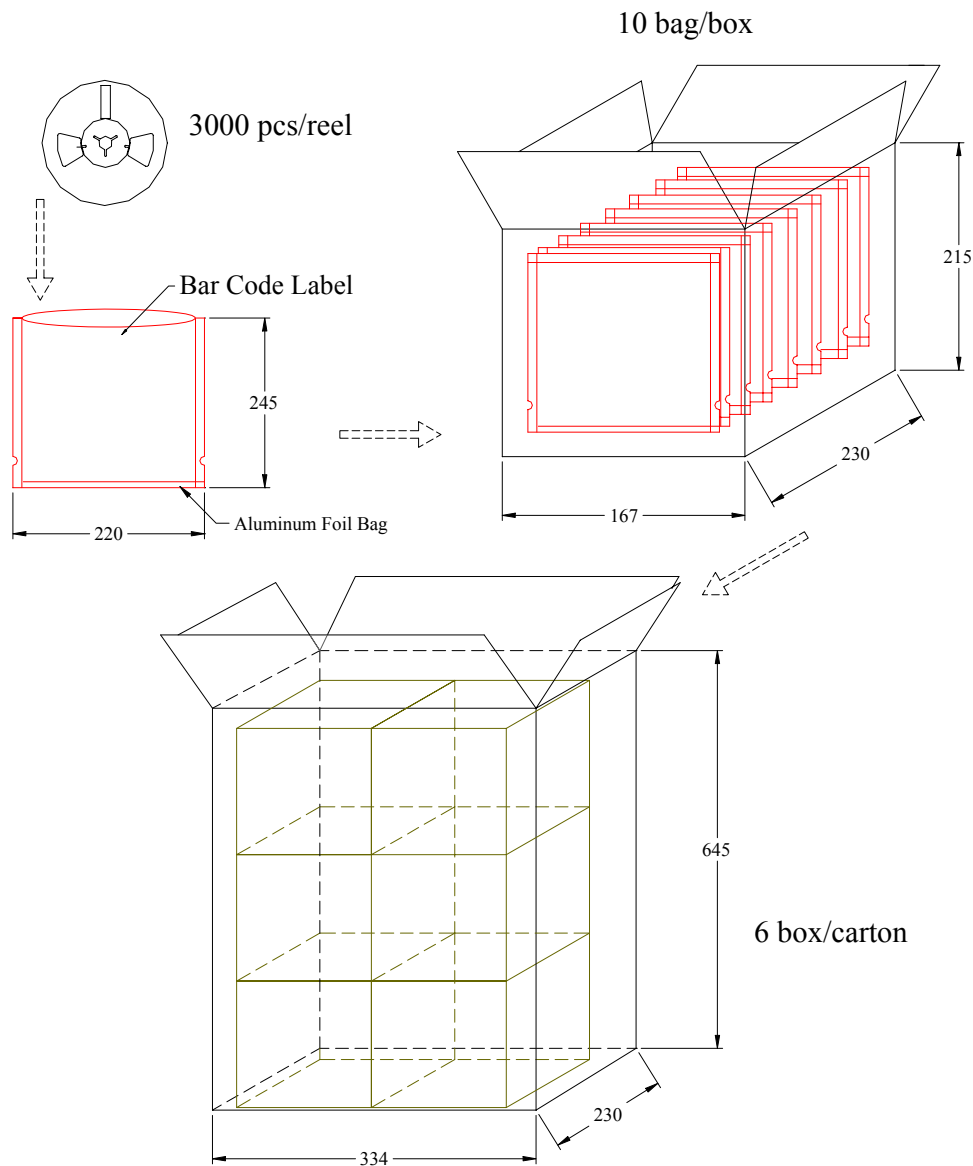 10 bag/box
3000 pcs/reel
Bar Code Label
245
Aluminum Foil Bag
220
215
230
167
645
6 box/carton
230
334